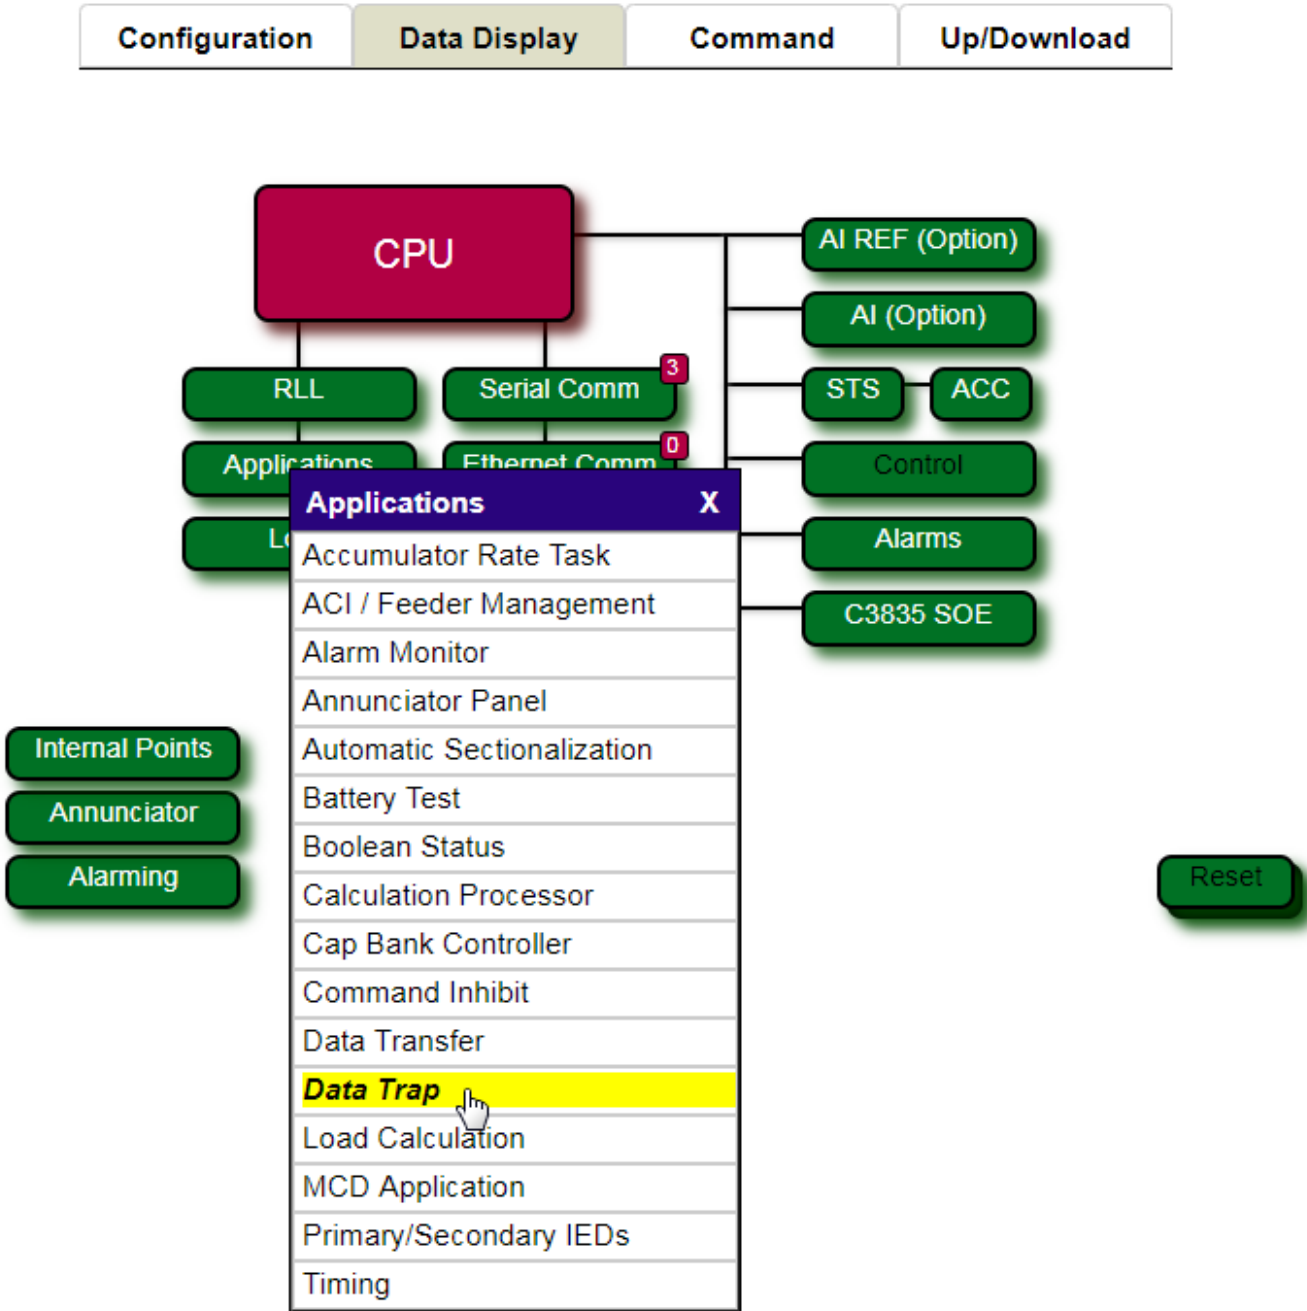 Configuration
Data Display
Command
Up/Download
CPU
AI REF (Option)
AI (Option)
RLL
Serial Comm
3
STS
ACC
Applications
Ethernet Comm
0
Control
Alarms
C3835 SOE
Applications X
Accumulator Rate Task
ACI / Feeder Management
Alarm Monitor
Annunciator Panel
Automatic Sectionalization
Battery Test
Boolean Status
Calculation Processor
Cap Bank Controller
Command Inhibit
Data Transfer
Data Trap
Load Calculation
MCD Application
Primary/Secondary IEDs
Timing
Internal Points
Annunciator
Alarming
Reset